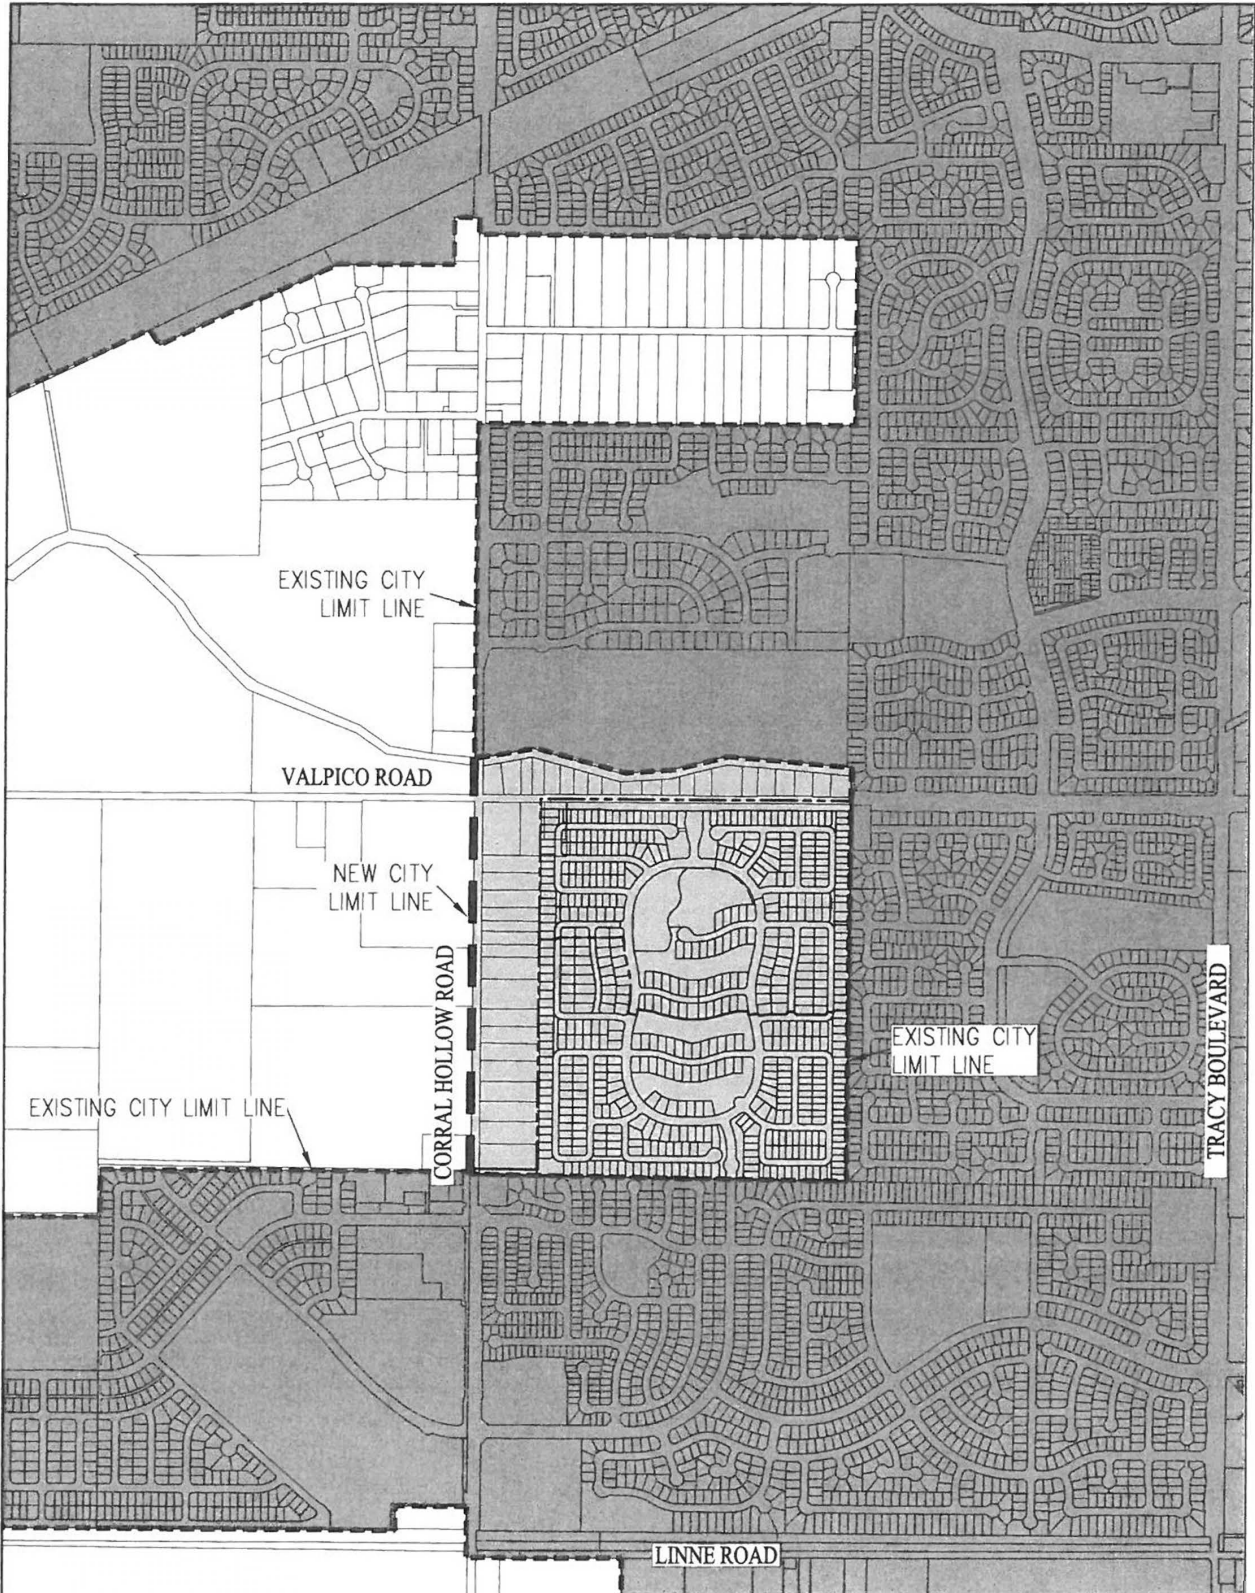 EXISTING CITY
LIMIT LINE
VALPICO ROAD
NEW CITY
LIMIT LINE
CORRAL HOLLOW ROAD
EXISTING CITY
LIMIT LINE
TRACY BOULEVARD
EXISTING CITY LIMIT LINE
LINNE ROAD